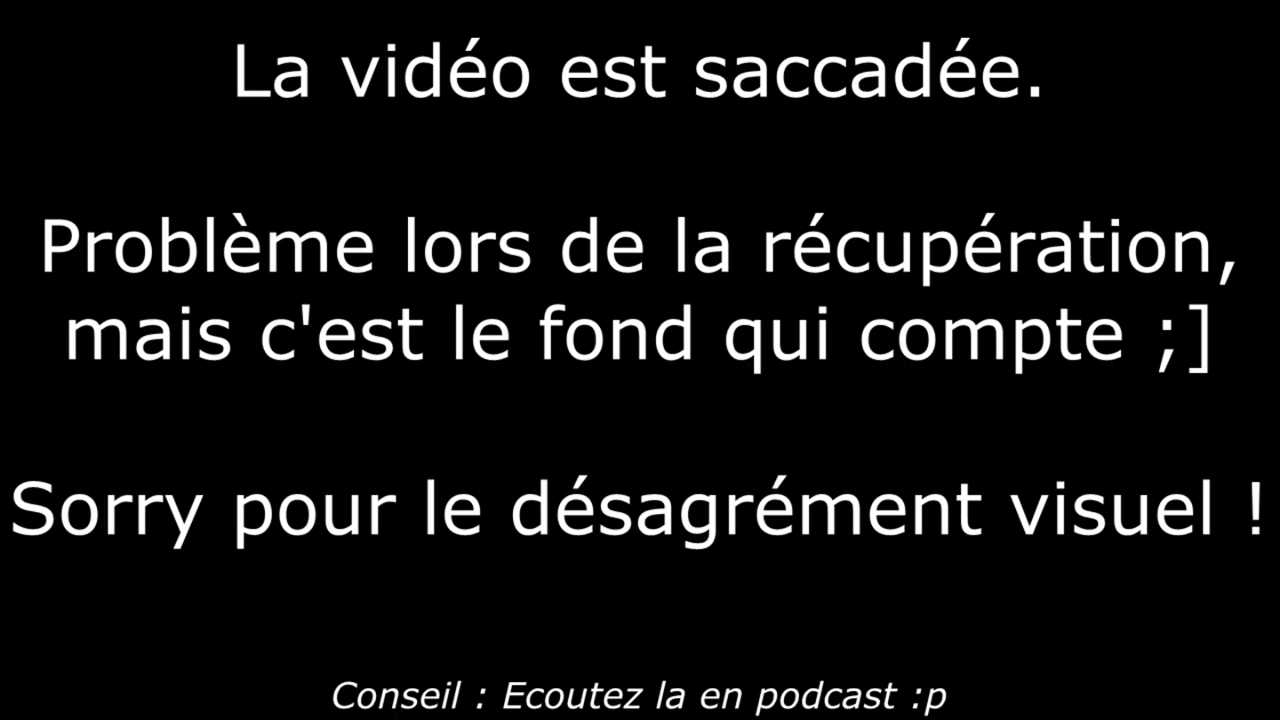 La vidéo est saccadée.
Problème lors de la récupération,
mais c'est le fond qui compte ;]
Sorry pour le désagrément visuel !
Conseil : Ecoutez la en podcast :p